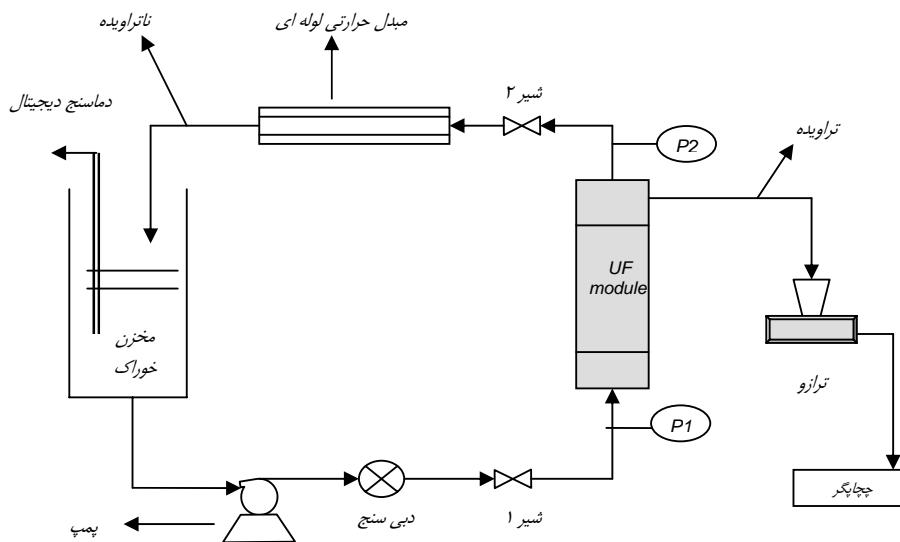 ناتراویده
مبدل حرارتی لوله ای
دماسنج دیجیتال
شیر ۲
تراویده
P2
UF
module
مخزن
خوراک
ترازو
P1
چچاپگر
پمپ
دبی سنج
شیر ۱